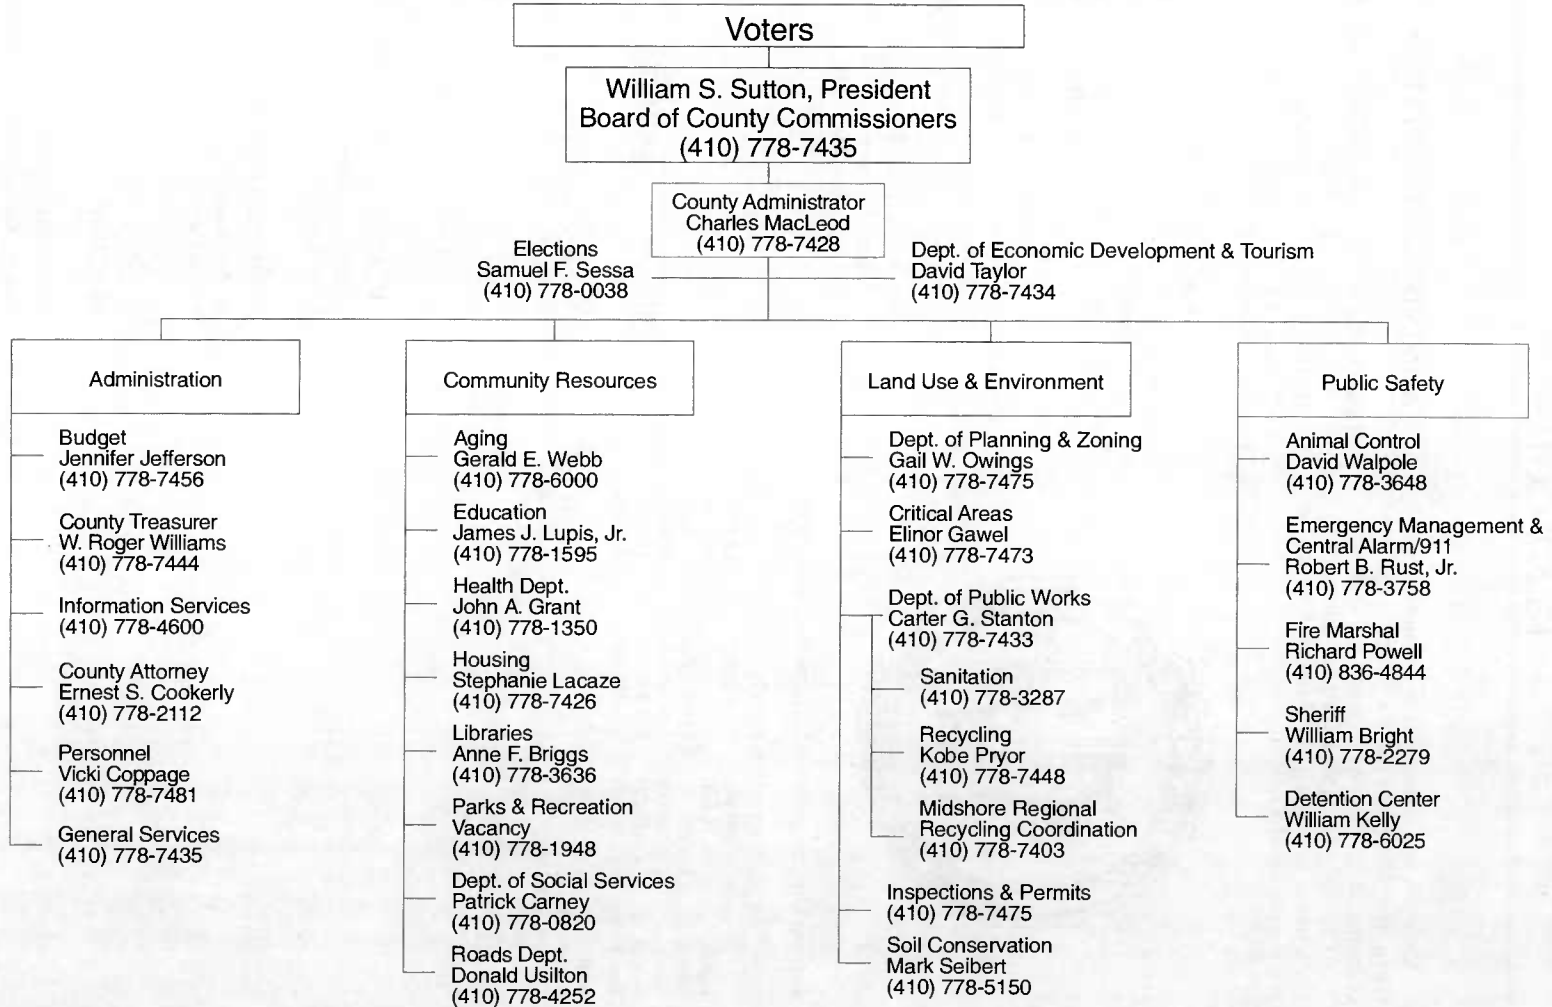 Voters
William S. Sutton, President
Board of County Commissioners
(410) 778-7435
County Administrator
Charles MacLeod
(410) 778-7428
Elections
Samuel F. Sessa
(410) 778-0038
Dept. of Economic Development & Tourism
David Taylor
(410) 778-7434
Administration
Budget
Jennifer Jefferson
(410) 778-7456
County Treasurer
W. Roger Williams
(410) 778-7444
Information Services
(410) 778-4600
County Attorney
Ernest S. Cookerly
(410) 778-2112
Personnel
Vicki Coppage
(410) 778-7481
General Services
(410) 778-7435
Community Resources
Aging
Gerald E. Webb
(410) 778-6000
Education
James J. Lupis, Jr.
(410) 778-1595
Health Dept.
John A. Grant
(410) 778-1350
Housing
Stephanie Lacaze
(410) 778-7426
Libraries
Anne F. Briggs
(410) 778-3636
Parks & Recreation
Vacancy
(410) 778-1948
Dept. of Social Services
Patrick Carney
(410) 778-0820
Roads Dept.
Donald Usilton
(410) 778-4252
Land Use & Environment
Dept. of Planning & Zoning
Gail W. Owings
(410) 778-7475
Critical Areas
Elinor Gawel
(410) 778-7473
Dept. of Public Works
Carter G. Stanton
(410) 778-7433
Sanitation
(410) 778-3287
Recycling
Kobe Pryor
(410) 778-7448
Midshore Regional
Recycling Coordination
(410) 778-7403
Inspections & Permits
(410) 778-7475
Soil Conservation
Mark Seibert
(410) 778-5150
Public Safety
Animal Control
David Walpole
(410) 778-3648
Emergency Management &
Central Alarm/911
Robert B. Rust, Jr.
(410) 778-3758
Fire Marshal
Richard Powell
(410) 836-4844
Sheriff
William Bright
(410) 778-2279
Detention Center
William Kelly
(410) 778-6025